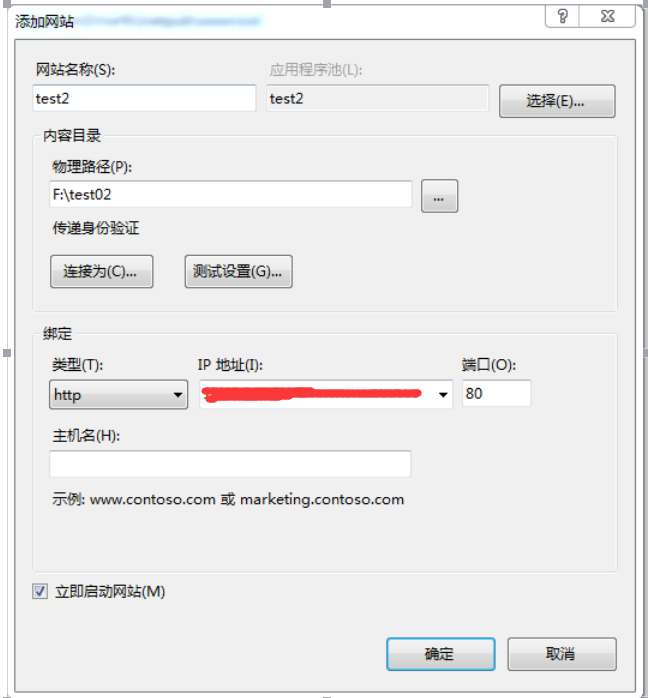 添加网站
网站名称(S):
应用程序池(L):
test2
test2
选择(E)...
内容目录
物理路径(P):
F:\test02
...
传递身份验证
连接为(C)...
测试设置(G)...
绑定
类型(T):
IP 地址(I):
端口(O):
http
80
主机名(H):
示例: www.contoso.com 或 marketing.contoso.com
立即启动网站(M)
确定
取消